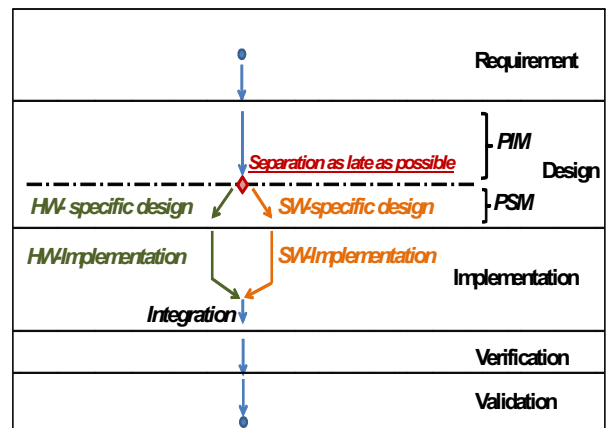 Requirement
PIM
Separation as late as possible
Design
HW- specific design
SW-specific design
PSM
HW-Implementation
SW-Implementation
Implementation
Integration
Verification
Validation